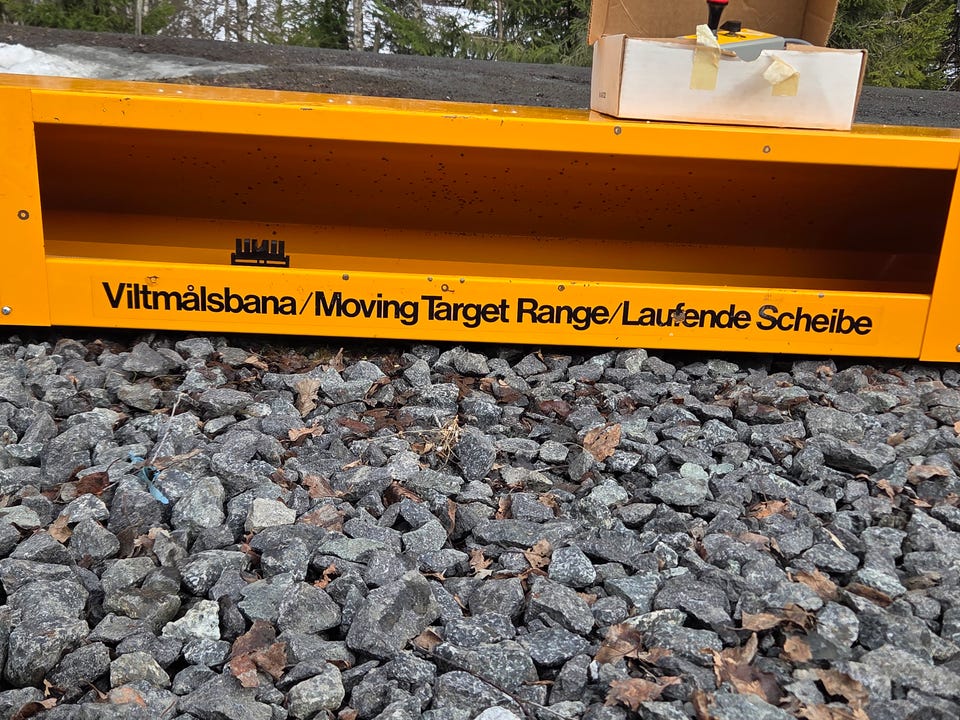 Viltmålsbana/Moving Target Range/Laufende Scheibe